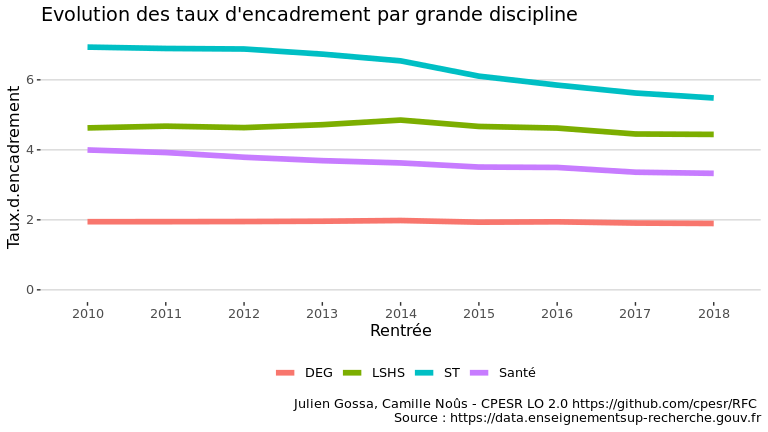 Evolution des taux d'encadrement par grande discipline
Taux.d.encadrement
6
4
2
0
2010 2011 2012 2013 2014 2015 2016 2017 2018
Rentrée
DEG LSHS ST Santé
Julien Gossa, Camille Noûs - CPESR LO 2.0 https://github.com/cpesr/RFC
Source : https://data.enseignementsup-recherche.gouv.fr